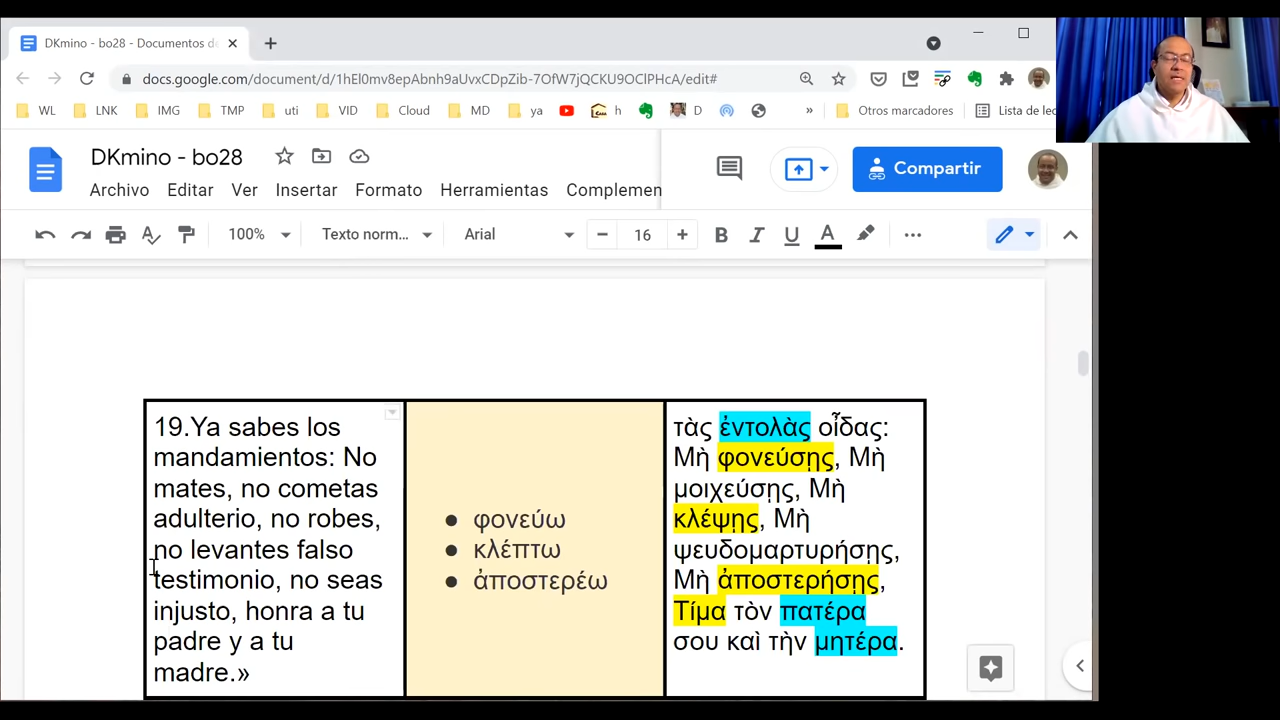 DKmino - bo28 - Documentos de
docs.google.com/document/d/1hEl0mv8epAbnh9aUvsCDpZib-7OfW7jQCKU9OCIPHcA/edit#
WL LNK IMG TMP uti VID Cloud MD ya h D » Otros marcadores Lista de lec
DKmino - bo28
Compartir
Archivo Editar Ver Insertar Formato Herramientas Complemen
100% Texto norm... Arial 16 B I U A
19.Ya sabes los
mandamientos: No
mates, no cometas
adulterio, no robes,
no levantes falso
testimonio, no seas
injusto, honra a tu
padre y a tu
madre.»
● φονεύω
● κλέπτω
● ἀποστερέω
τὰς ἐντολὰς οἶδας:
Μὴ φονεύσῃς, Μὴ
μοιχεύσῃς, Μὴ
κλέψῃς, Μὴ
ψευδομαρτυρήσῃς,
Μὴ ἀποστερήσῃς,
Τίμα τὸν πατέρα
σου καὶ τὴν μητέρα.